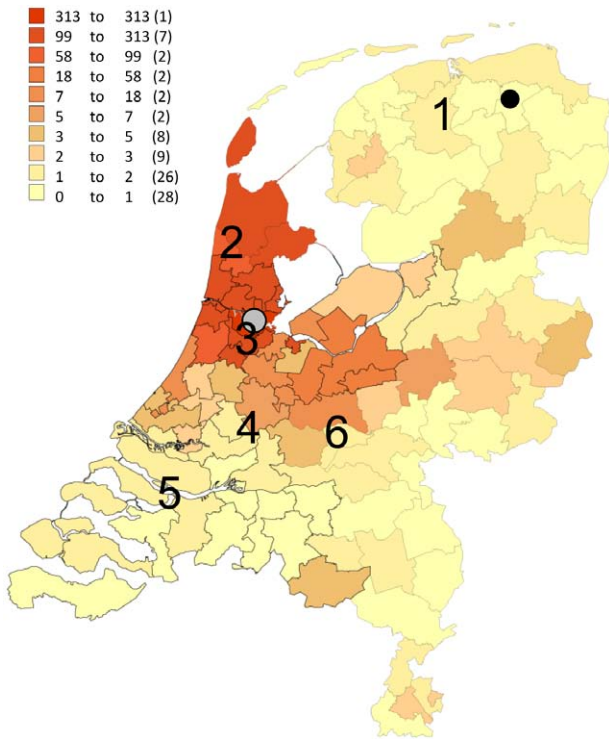 313 to 313 (1)
99 to 313 (7)
58 to 99 (2)
18 to 58 (2)
7 to 18 (2)
5 to 7 (2)
3 to 5 (8)
2 to 3 (9)
1 to 2 (26)
0 to 1 (28)
1
2
3
4
6
5